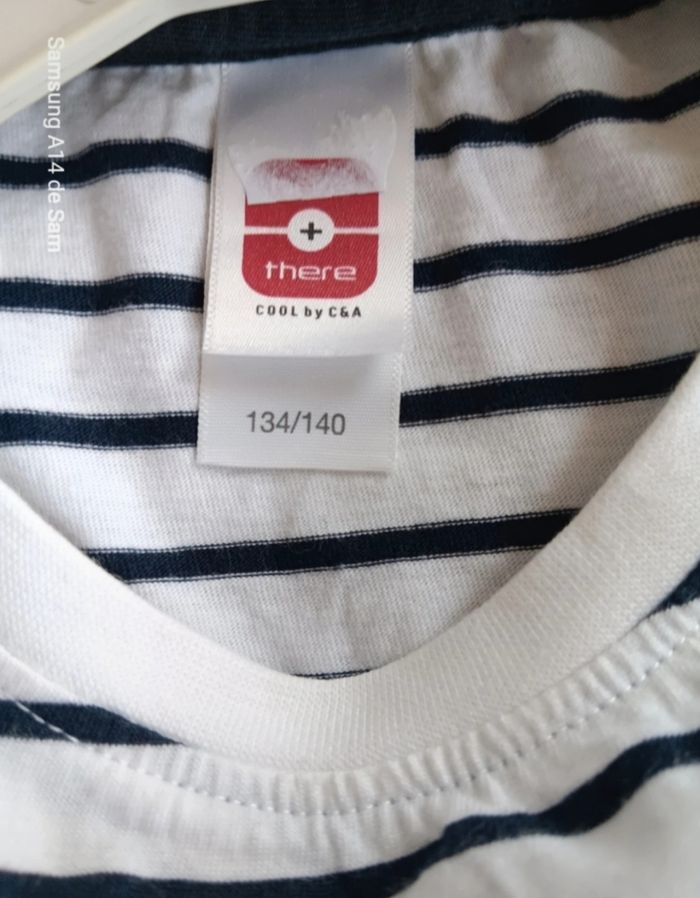 Samsung A14 de Sam
+
there
COOL by C&A
134/140